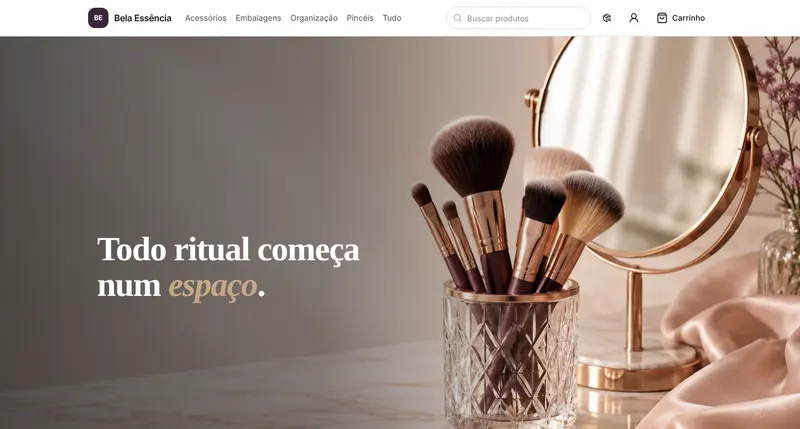 BE Bela Essência Acessórios Embalagens Organização Pincéis Tudo Buscar produtos Carrinho
Todo ritual começa
num espaço.